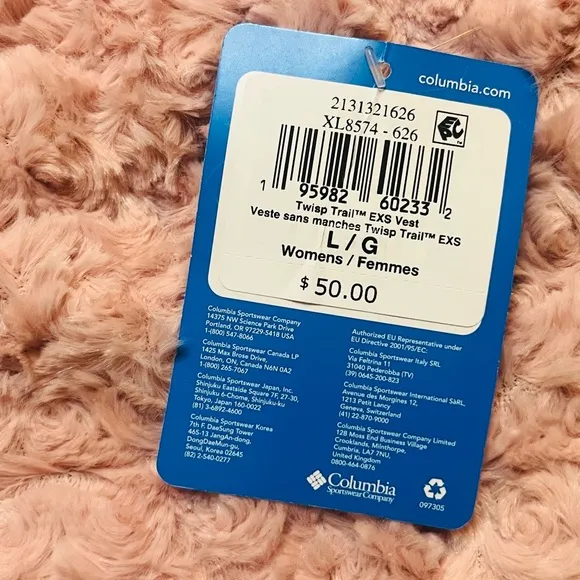 columbia.com
2131321626
XL8574 - 626
1 95982 60233 2
Twisp Trail™ EXS Vest
Veste sans manches Twisp Trail™ EXS
L / G
Womens / Femmes
$ 50.00
Columbia Sportswear Company
14375 NW Science Park Drive
Portland, OR 97229-5418 USA
1-(800) 547-8066
Columbia Sportswear Canada LP
1425 Max Brose Drive,
London, ON, Canada N6N 0A2
1-(800) 265-7067
Columbia Sportswear Japan, Inc.
Shinjuku Eastside Square 7F, 27-30,
Shinjuku 6-Chome, Shinjuku-ku
Tokyo, Japan 160-0022
(81) 3-6892-4600
Columbia Sportswear Korea
7th F. DaeSung Tower
465-13 JangAn-dong,
DongDaeMun-gu,
Seoul, Korea 02645
(82) 2-540-0277
Authorized EU Representative under
EU Directive 2001/95/EC:
Columbia Sportswear Italy SRL
Via Feltrina 11
31040 Pederobba (TV)
(39) 0645-200-823
Columbia Sportswear International SàRL.
Avenue des Morgines 12,
1213 Petit Lancy
Geneva, Switzerland
(41) 22-870-9000
Columbia Sportswear Company Limited
12B Moss End Business Village
Crooklands, Milnthorpe,
Cumbria, LA7 7NU,
United Kingdom
0800-464-0876
Columbia
Sportswear Company
097305